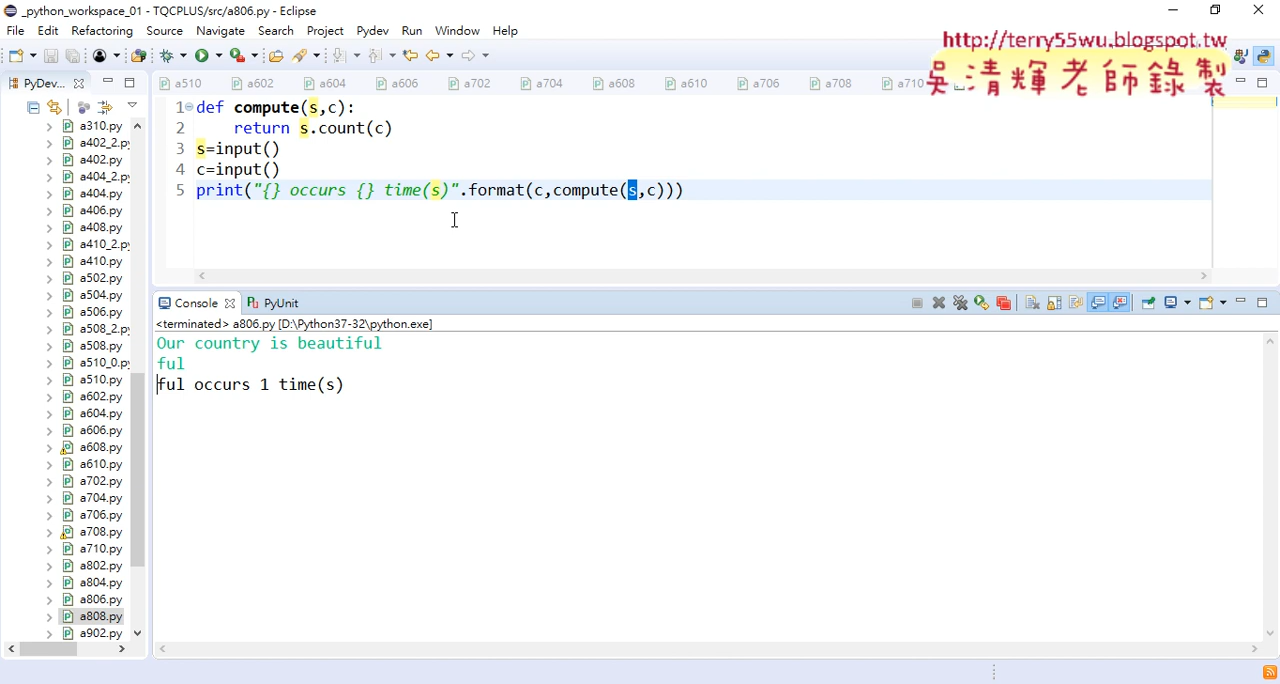 _python_workspace_01 - TQCPLUS/src/a806.py - Eclipse
File Edit Refactoring Source Navigate Search Project Pydev Run Window Help
http://terry55wu.blogspot.tw
吳清輝老師錄製
PyDev...
a510 a602 a604 a606 a702 a704 a608 a610 a706 a708 a710
1 def compute(s,c):
2 return s.count(c)
3 s=input()
4 c=input()
5 print("{} occurs {} time(s)".format(c,compute(s,c)))
a310.py
a402_2.py
a402.py
a404_2.py
a404.py
a406.py
a408.py
a410_2.py
a410.py
a502.py
a504.py
a506.py
a508_2.py
a508.py
a510_0.py
a510.py
a602.py
a604.py
a606.py
a608.py
a610.py
a702.py
a704.py
a706.py
a708.py
a710.py
a802.py
a804.py
a806.py
a808.py
a902.py
Console PyUnit
<terminated> a806.py [D:\Python37-32\python.exe]
Our country is beautiful
ful
ful occurs 1 time(s)